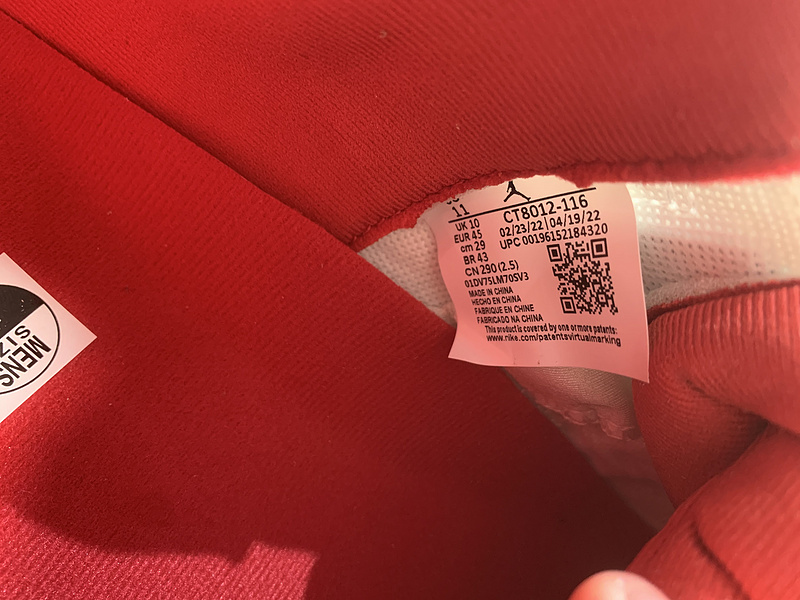 11
UK 10
EUR 45
cm 29
BR 43
CN 290 (2.5)
CT8012-116
02/23/22 | 04/19/22
UPC 00196152184320
01DV75LM70SV3
MADE IN CHINA
HECHO EN CHINA
FABRIQUE EN CHINE
FABRICADO NA CHINA
This product is covered by one or more patents:
www.nike.com/patentsvirtualmarking
MENS
SIZ